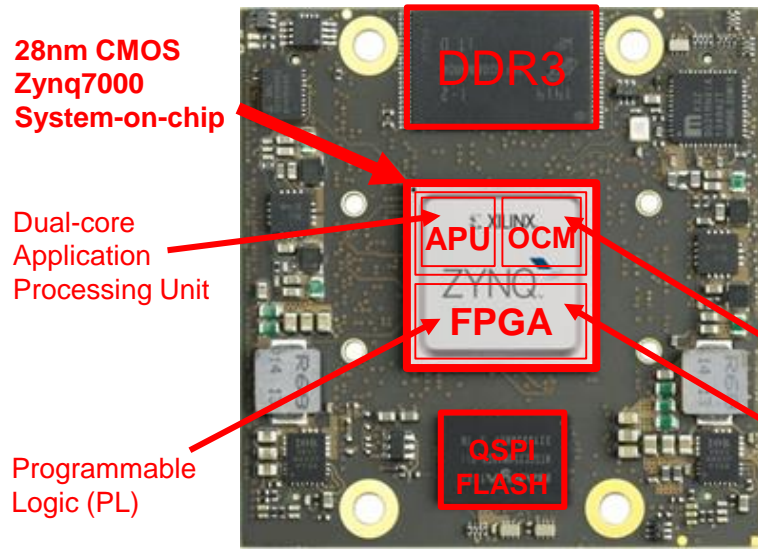 28nm CMOS
Zynq7000
System-on-chip
DDR3
Dual-core
Application
Processing Unit
XILINX
APU OCM
ZYNQ
FPGA
Programmable
Logic (PL)
QSPI
FLASH